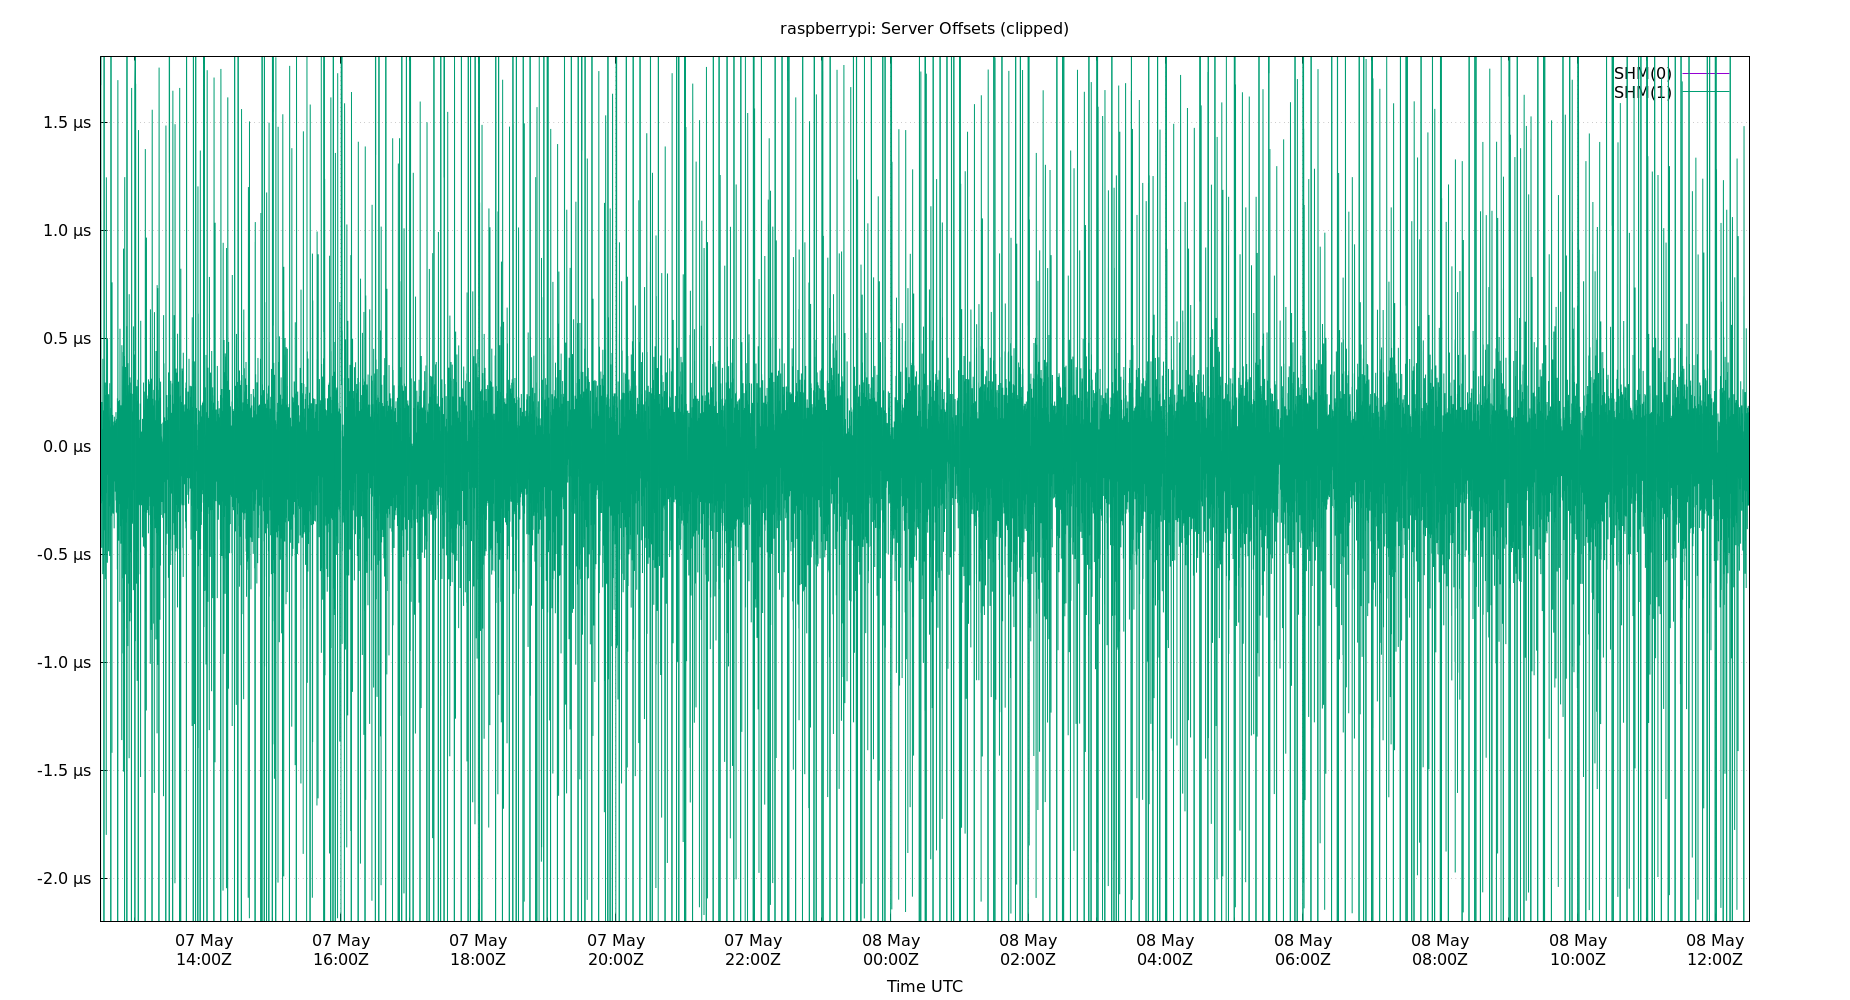 raspberrypi: Server Offsets (clipped)
SHM(0)
SHM(1)
1.5 µs
1.0 µs
0.5 µs
0.0 µs
-0.5 µs
-1.0 µs
-1.5 µs
-2.0 µs
07 May 07 May 07 May 07 May 07 May 08 May 08 May 08 May 08 May 08 May 08 May 08 May
14:00Z 16:00Z 18:00Z 20:00Z 22:00Z 00:00Z 02:00Z 04:00Z 06:00Z 08:00Z 10:00Z 12:00Z
Time UTC